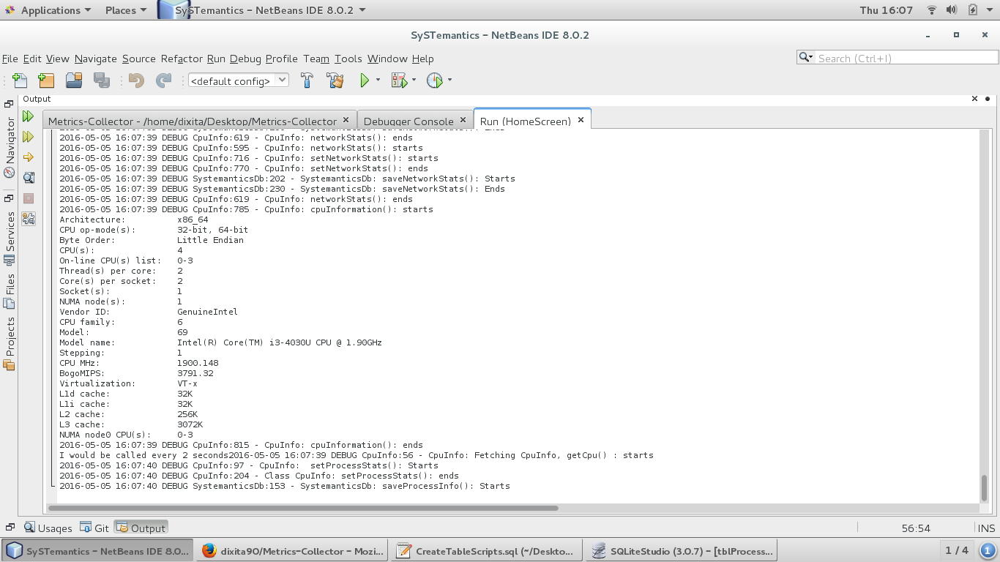 Applications Places SySTemantics - NetBeans IDE 8.0.2 Thu 16:07
SySTemantics - NetBeans IDE 8.0.2
File Edit View Navigate Source Refactor Run Debug Profile Team Tools Window Help Search (Ctrl+I)
<default config>
Output
Metrics-Collector - /home/dixita/Desktop/Metrics-Collector Debugger Console Run (HomeScreen)
Navigator
Services
Files
Projects
2016-05-05 16:07:39 DEBUG CpuInfo:619 - CpuInfo: networkStats(): ends
2016-05-05 16:07:39 DEBUG CpuInfo:595 - CpuInfo: networkStats(): starts
2016-05-05 16:07:39 DEBUG CpuInfo:716 - CpuInfo: setNetworkStats(): starts
2016-05-05 16:07:39 DEBUG CpuInfo:770 - CpuInfo: setNetworkStats(): ends
2016-05-05 16:07:39 DEBUG SystemanticsDb:202 - SystemanticsDb: saveNetworkStats(): Starts
2016-05-05 16:07:39 DEBUG SystemanticsDb:230 - SystemanticsDb: saveNetworkStats(): Ends
2016-05-05 16:07:39 DEBUG CpuInfo:619 - CpuInfo: networkStats(): ends
2016-05-05 16:07:39 DEBUG CpuInfo:785 - CpuInfo: cpuInformation(): starts
Architecture: x86_64
CPU op-mode(s): 32-bit, 64-bit
Byte Order: Little Endian
CPU(s): 4
On-line CPU(s) list: 0-3
Thread(s) per core: 2
Core(s) per socket: 2
Socket(s): 1
NUMA node(s): 1
Vendor ID: GenuineIntel
CPU family: 6
Model: 69
Model name: Intel(R) Core(TM) i3-4030U CPU @ 1.90GHz
Stepping: 1
CPU MHz: 1900.148
BogoMIPS: 3791.32
Virtualization: VT-x
L1d cache: 32K
L1i cache: 32K
L2 cache: 256K
L3 cache: 3072K
NUMA node0 CPU(s): 0-3
2016-05-05 16:07:39 DEBUG CpuInfo:815 - CpuInfo: cpuInformation(): ends
I would be called every 2 seconds2016-05-05 16:07:39 DEBUG CpuInfo:56 - CpuInfo: Fetching CpuInfo, getCpu() : starts
2016-05-05 16:07:40 DEBUG CpuInfo:97 - CpuInfo:  setProcessStats(): Starts
2016-05-05 16:07:40 DEBUG CpuInfo:204 - Class CpuInfo: setProcessStats(): ends
2016-05-05 16:07:40 DEBUG SystemanticsDb:153 - SystemanticsDb: saveProcessInfo(): Starts
Usages Git Output 56:54 INS
SySTemantics - NetBeans IDE 8.0... dixita90/Metrics-Collector - Mozi... CreateTableScripts.sql (~/Deskto... SQLiteStudio (3.0.7) - [tblProcess... 1 / 4 1